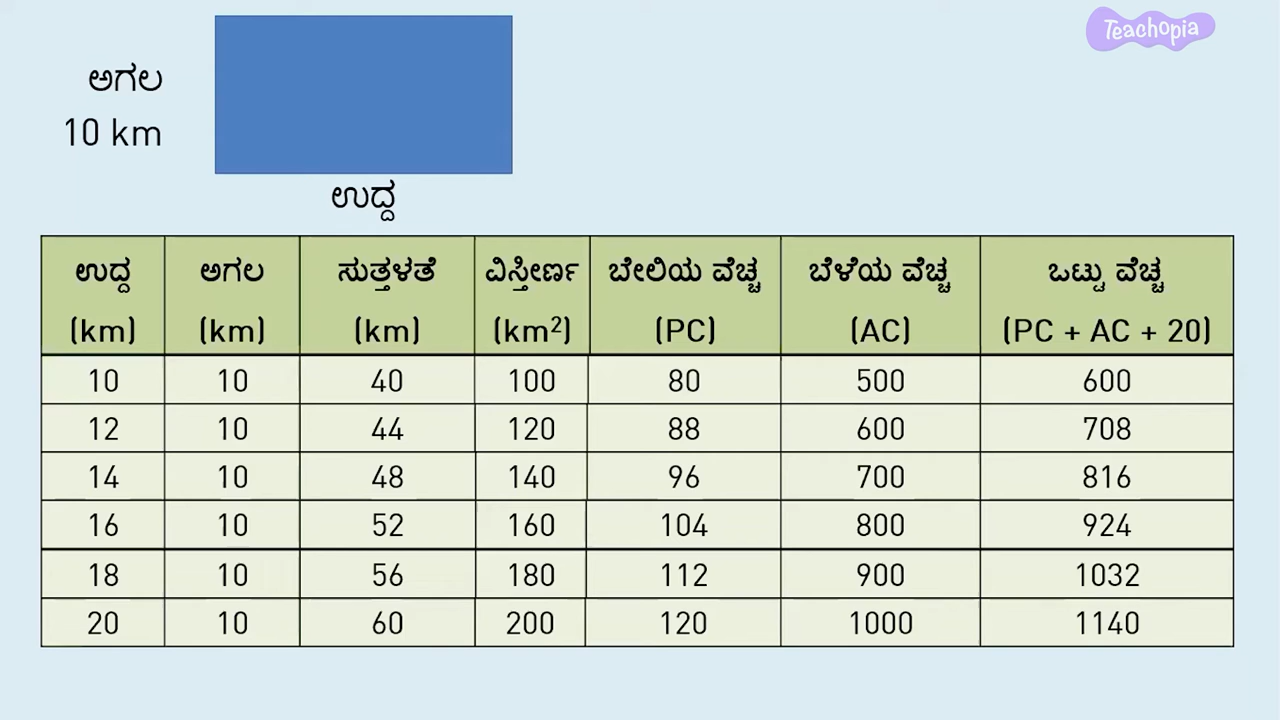 Teachopia
ಅಗಲ
10 km
ಉದ್ದ
ಉದ್ದ ಅಗಲ ಸುತ್ತಳತೆ ವಿಸ್ತೀರ್ಣ ಬೇಲಿಯ ವೆಚ್ಚ ಬೆಳೆಯ ವೆಚ್ಚ ಒಟ್ಟು ವೆಚ್ಚ
(km) (km) (km) (km²) (PC) (AC) (PC + AC + 20)
10 10 40 100 80 500 600
12 10 44 120 88 600 708
14 10 48 140 96 700 816
16 10 52 160 104 800 924
18 10 56 180 112 900 1032
20 10 60 200 120 1000 1140